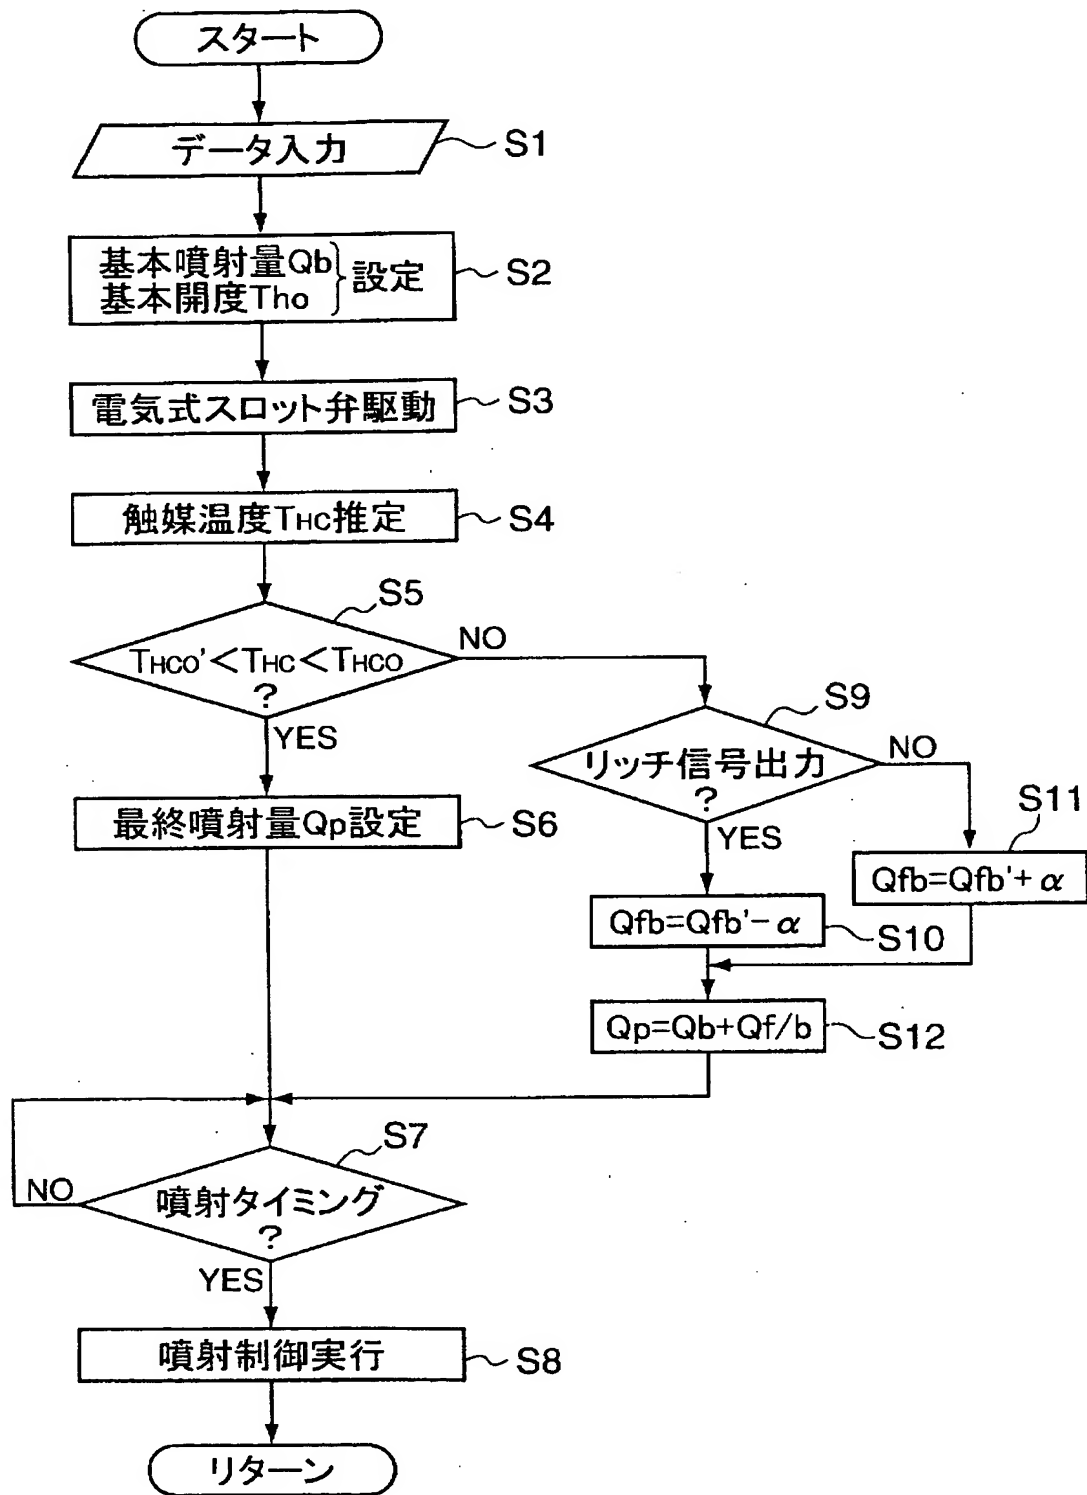 スタート
データ入力
S1
基本噴射量Qb
基本開度Tho
設定
S2
電気式スロット弁駆動
S3
触媒温度THC推定
S4
S5
THCO'<THC<THCO
?
NO
YES
最終噴射量Qp設定
S6
S9
リッチ信号出力
?
NO
YES
S11
Qfb=Qfb'+α
Qfb=Qfb'-α
S10
Qp=Qb+Qf/b
S12
S7
噴射タイミング
?
NO
YES
噴射制御実行
S8
リターン